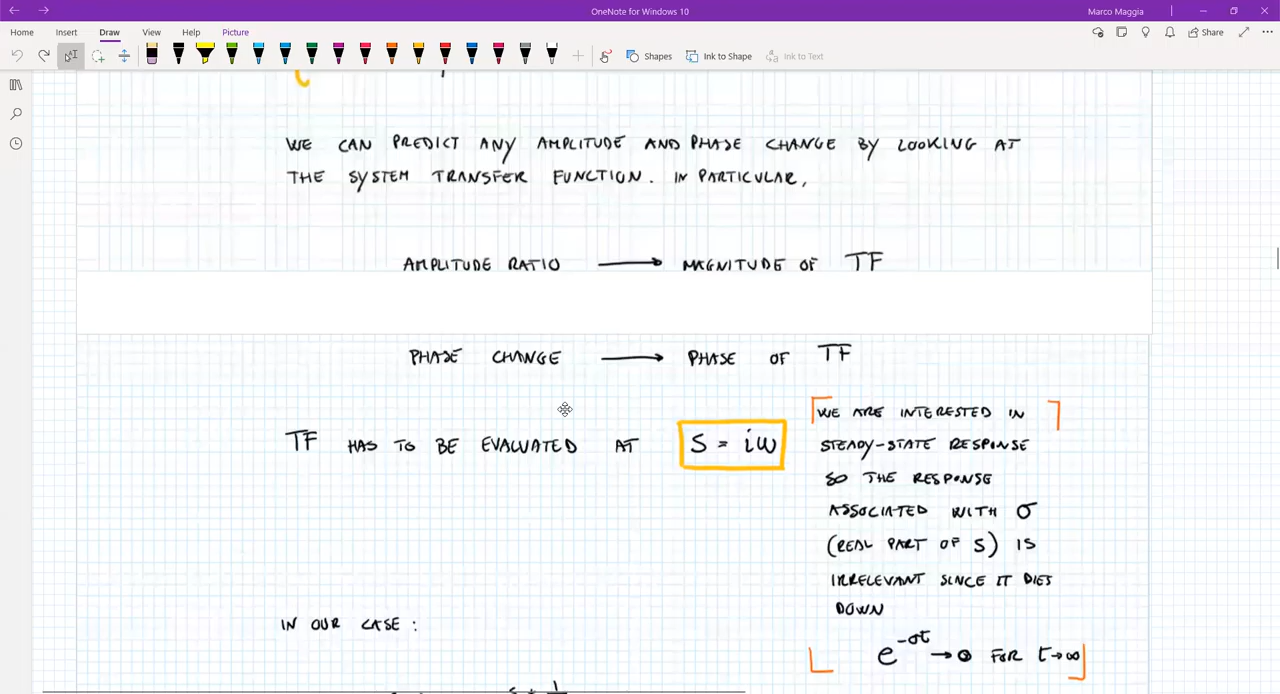 OneNote for Windows 10
Marco Maggia
Home Insert Draw View Help Picture
Share
Shapes
Ink to Shape
Ink to Text
WE CAN PREDICT ANY AMPLITUDE AND PHASE CHANGE BY LOOKING AT
THE SYSTEM TRANSFER FUNCTION. IN PARTICULAR,
AMPLITUDE RATIO → MAGNITUDE OF TF
PHASE CHANGE → PHASE OF TF
TF HAS TO BE EVALUATED AT S = iω
WE ARE INTERESTED IN
STEADY-STATE RESPONSE
SO THE RESPONSE
ASSOCIATED WITH σ
(REAL PART OF S) IS
IRRELEVANT SINCE IT DIES
DOWN
e^-σt → 0 FOR t→∞
IN OUR CASE :